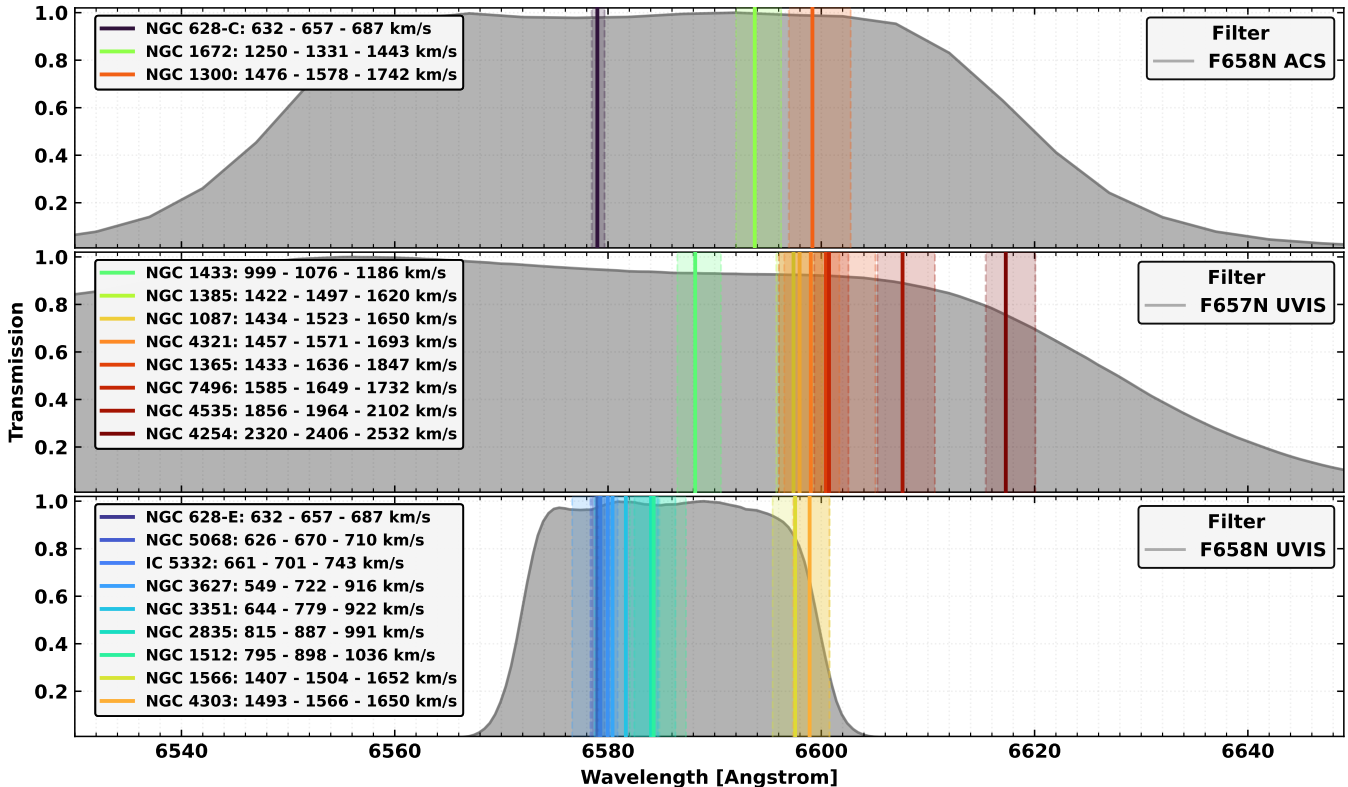 1.0
0.8
0.6
0.4
0.2
NGC 628-C: 632 - 657 - 687 km/s
NGC 1672: 1250 - 1331 - 1443 km/s
NGC 1300: 1476 - 1578 - 1742 km/s
Filter
F658N ACS
Transmission
1.0
0.8
0.6
0.4
0.2
NGC 1433: 999 - 1076 - 1186 km/s
NGC 1385: 1422 - 1497 - 1620 km/s
NGC 1087: 1434 - 1523 - 1650 km/s
NGC 4321: 1457 - 1571 - 1693 km/s
NGC 1365: 1433 - 1636 - 1847 km/s
NGC 7496: 1585 - 1649 - 1732 km/s
NGC 4535: 1856 - 1964 - 2102 km/s
NGC 4254: 2320 - 2406 - 2532 km/s
Filter
F657N UVIS
1.0
0.8
0.6
0.4
0.2
NGC 628-E: 632 - 657 - 687 km/s
NGC 5068: 626 - 670 - 710 km/s
IC 5332: 661 - 701 - 743 km/s
NGC 3627: 549 - 722 - 916 km/s
NGC 3351: 644 - 779 - 922 km/s
NGC 2835: 815 - 887 - 991 km/s
NGC 1512: 795 - 898 - 1036 km/s
NGC 1566: 1407 - 1504 - 1652 km/s
NGC 4303: 1493 - 1566 - 1650 km/s
Filter
F658N UVIS
6540 6560 6580 6600 6620 6640
Wavelength [Angstrom]